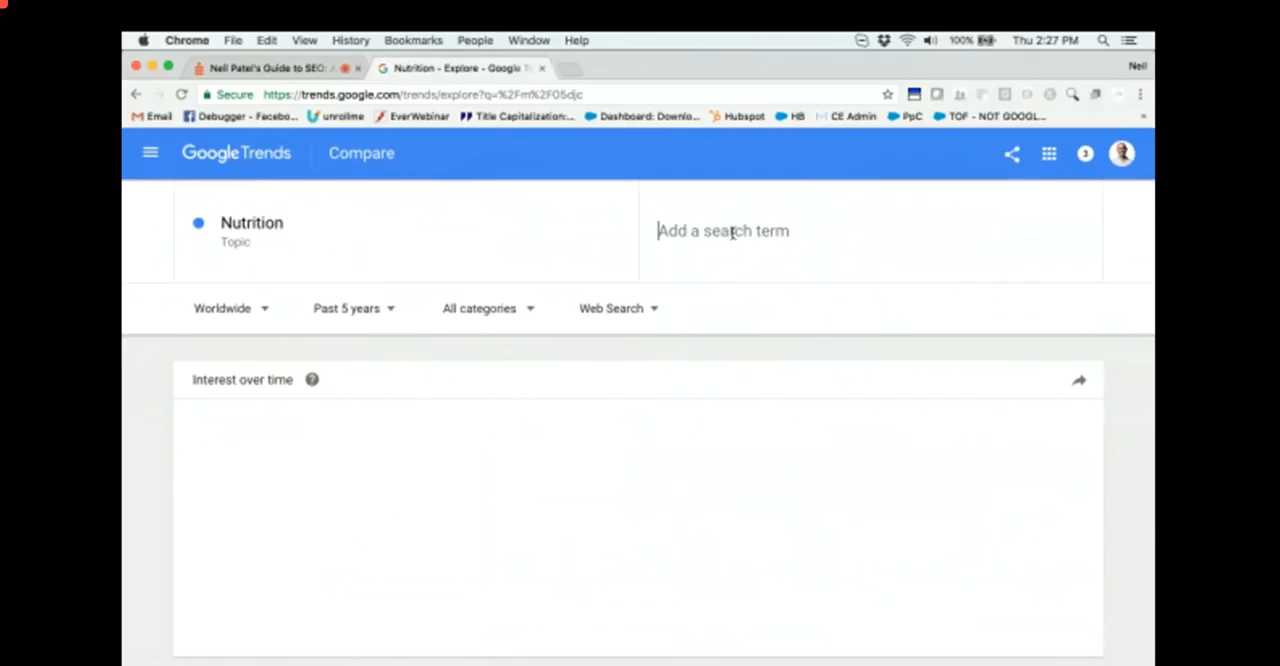 Chrome File Edit View History Bookmarks People Window Help 100% Thu 2:27 PM
Neil Patel's Guide to SEO: Nutrition - Explore - Google Neil
Secure https://trends.google.com/trends/explore?q=%2Fm%2F05djc
Email Debugger - Facebo... unrollme EverWebinar Title Capitalization:... Dashboard: Downlo... Hubspot HB CE Admin PpC TOF - NOT GOOGL... »
Google Trends Compare 3
Nutrition
Topic
Add a search term
Worldwide Past 5 years All categories Web Search
Interest over time ?